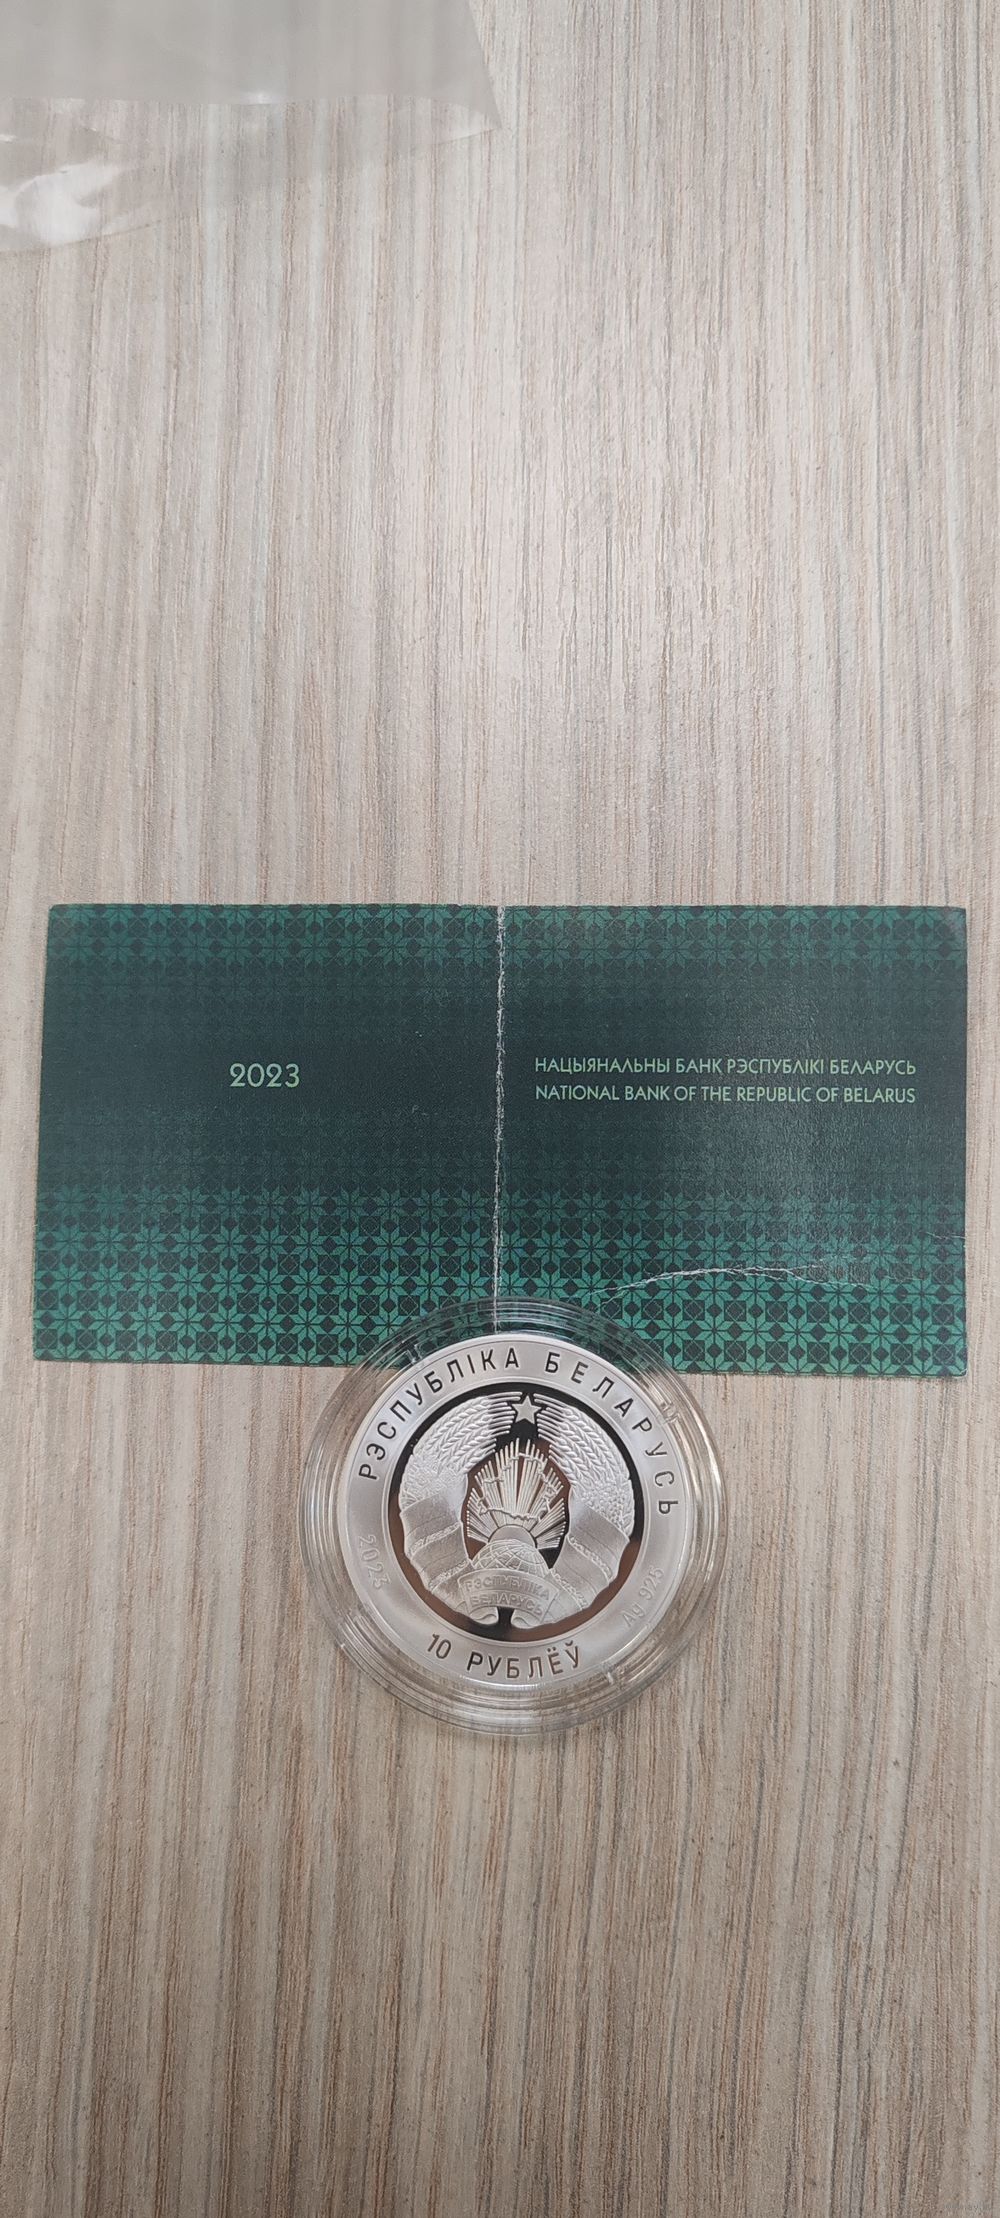 2023
НАЦЫЯНАЛЬНЫ БАНК РЭСПУБЛІКІ БЕЛАРУСЬ
NATIONAL BANK OF THE REPUBLIC OF BELARUS
РЭСПУБЛІКА БЕЛАРУСЬ
2023
Ag 925
РЭСПУБЛІКА
БЕЛАРУСЬ
10 РУБЛЁЎ